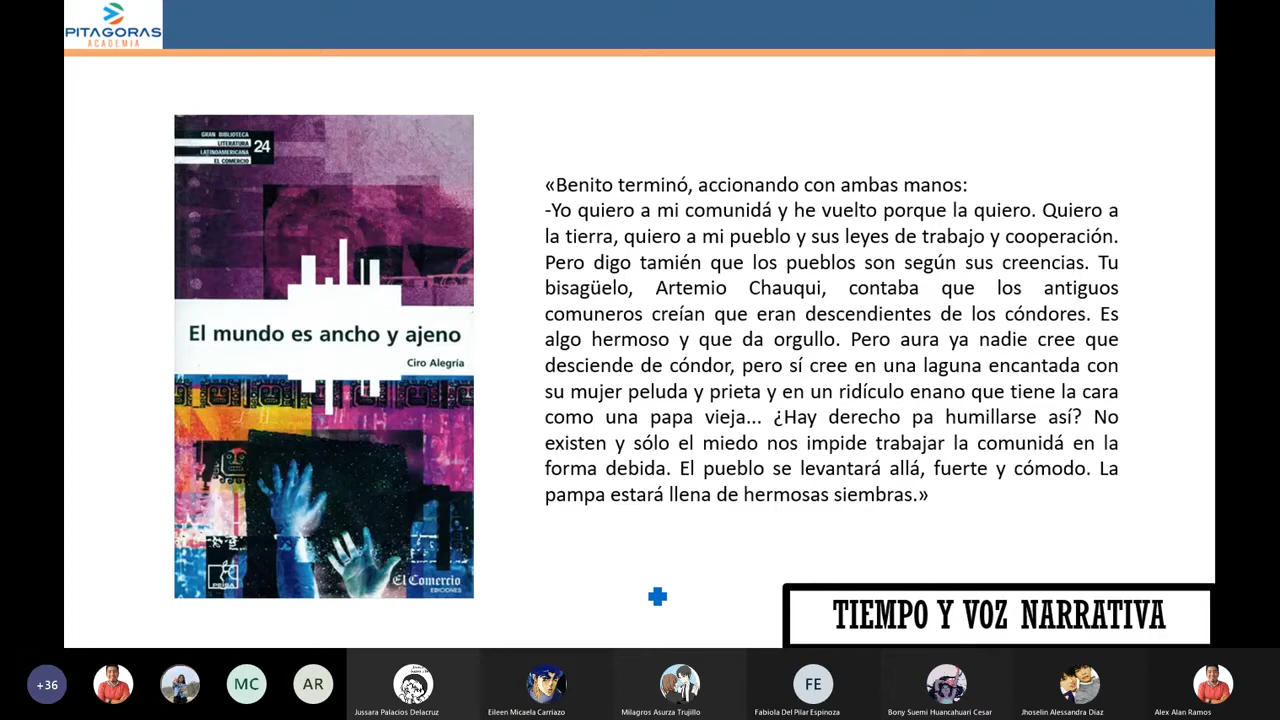 PITAGORAS
ACADEMIA
GRAN BIBLIOTECA
LITERATURA
LATINOAMERICANA
EL COMERCIO
24
El mundo es ancho y ajeno
Ciro Alegría
PEISA
El Comercio
EDICIONES
«Benito terminó, accionando con ambas manos:
-Yo quiero a mi comunidá y he vuelto porque la quiero. Quiero a
la tierra, quiero a mi pueblo y sus leyes de trabajo y cooperación.
Pero digo tamién que los pueblos son según sus creencias. Tu
bisagüelo, Artemio Chauqui, contaba que los antiguos
comuneros creían que eran descendientes de los cóndores. Es
algo hermoso y que da orgullo. Pero aura ya nadie cree que
desciende de cóndor, pero sí cree en una laguna encantada con
su mujer peluda y prieta y en un ridículo enano que tiene la cara
como una papa vieja... ¿Hay derecho pa humillarse así? No
existen y sólo el miedo nos impide trabajar la comunidá en la
forma debida. El pueblo se levantará allá, fuerte y cómodo. La
pampa estará llena de hermosas siembras.»
TIEMPO Y VOZ NARRATIVA
+36
MC
AR
FE
Jussara Palacios Delacruz
Eileen Micaela Carriazo
Milagros Asurza Trujillo
Fabiola Del Pilar Espinoza
Bony Suemi Huancahuari Cesar
Jhoselin Alessandra Diaz
Alex Alan Ramos